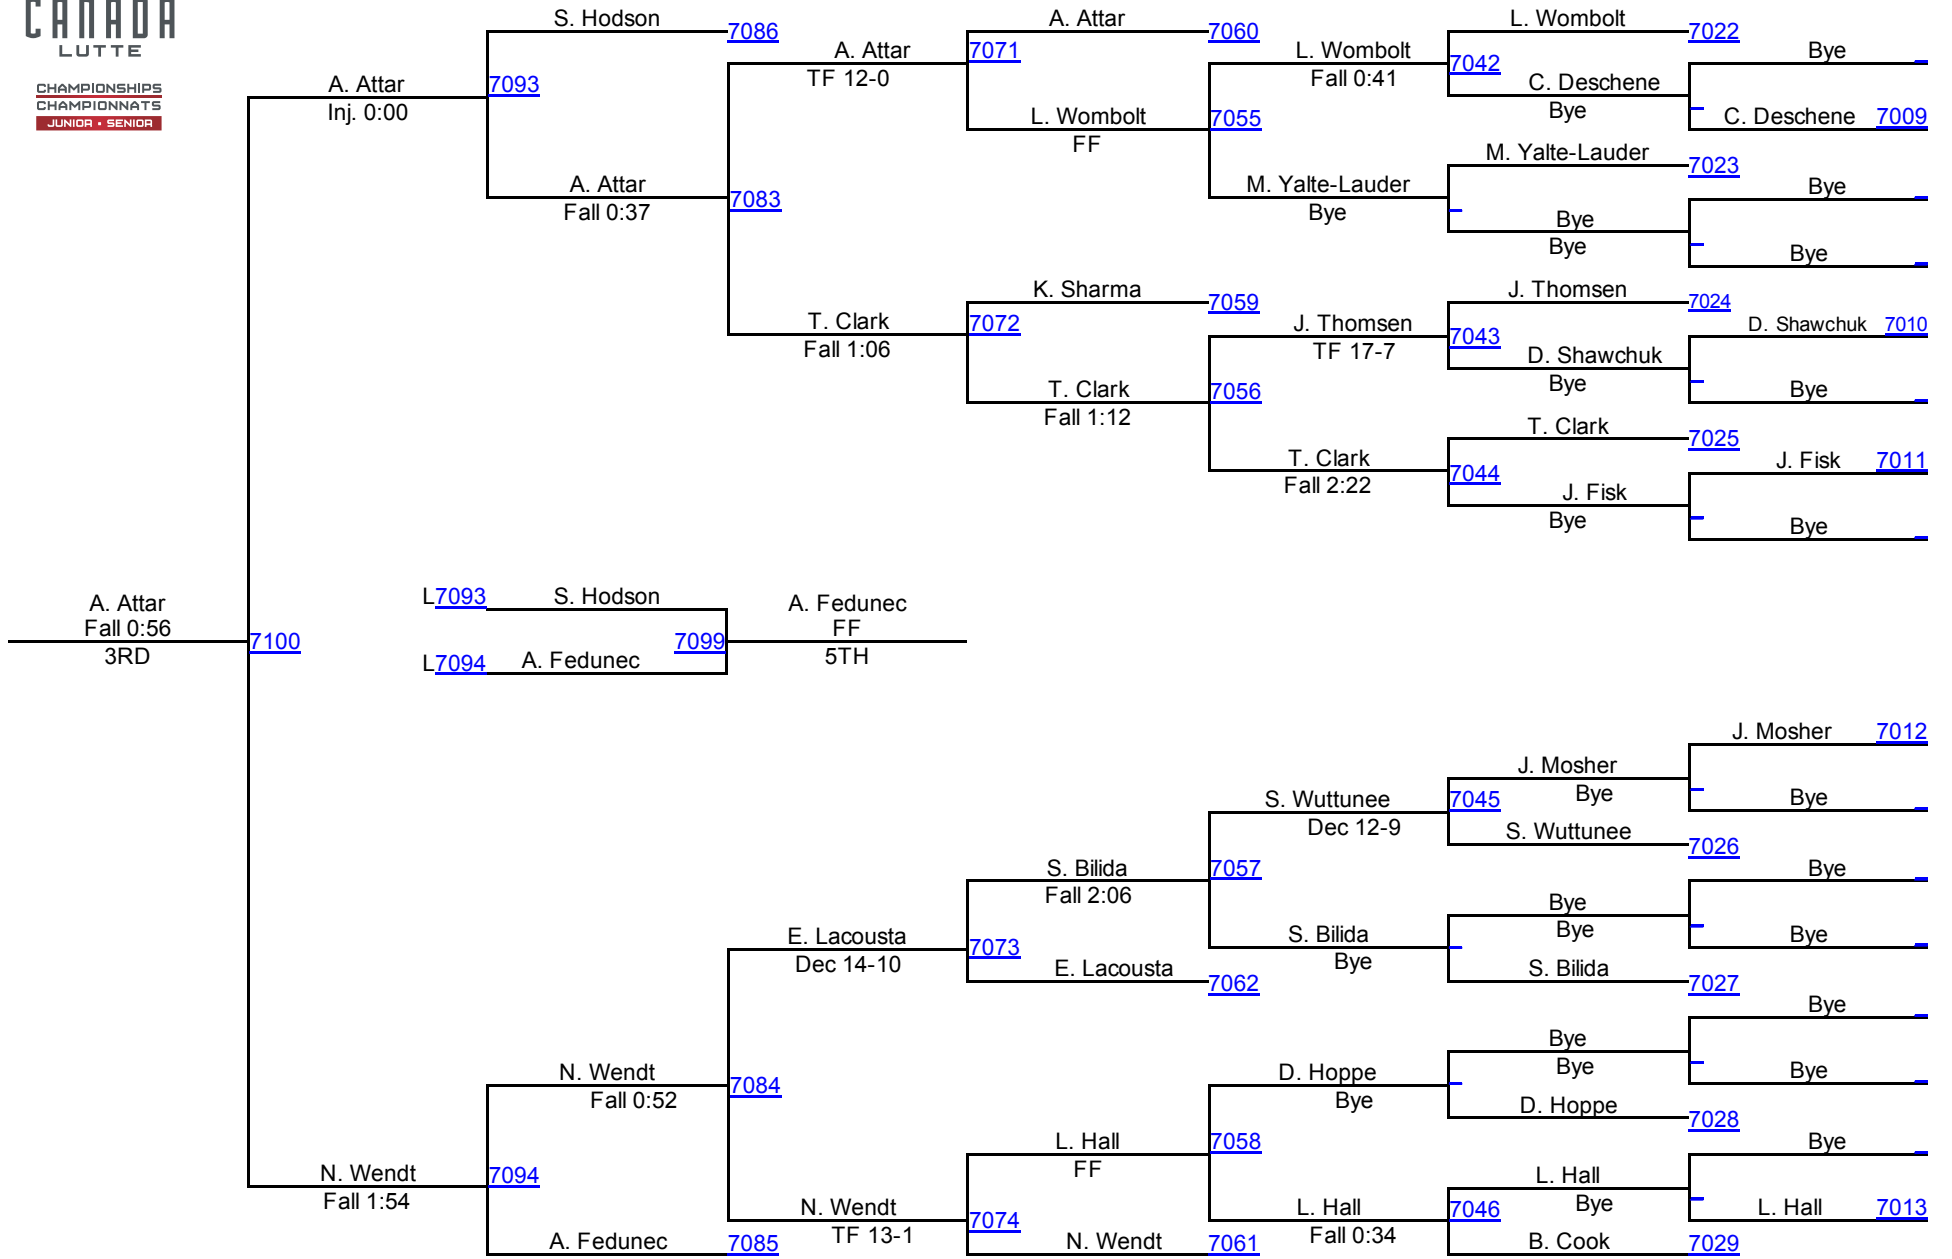 CANADA
LUTTE
CHAMPIONSHIPS
CHAMPIONNATS
JUNIOR • SENIOR
S. Hodson
7086
A. Attar
7060
L. Wombolt
7022
Bye
A. Attar
TF 12-0
7071
L. Wombolt
Fall 0:41
7042
C. Deschene
Bye
C. Deschene 7009
A. Attar
Inj. 0:00
7093
L. Wombolt
FF
7055
M. Yalte-Lauder
7023
Bye
A. Attar
Fall 0:37
7083
M. Yalte-Lauder
Bye
Bye
Bye
Bye
K. Sharma
7059
J. Thomsen
7024
T. Clark
Fall 1:06
7072
J. Thomsen
TF 17-7
7043
D. Shawchuk 7010
D. Shawchuk
Bye
Bye
T. Clark
Fall 1:12
7056
T. Clark
7025
T. Clark
Fall 2:22
7044
J. Fisk 7011
J. Fisk
Bye
Bye
A. Attar
Fall 0:56
3RD
7100
L7093 S. Hodson
L7094 A. Fedunec
7099
A. Fedunec
FF
5TH
J. Mosher 7012
J. Mosher
Bye
Bye
S. Wuttunee
Dec 12-9
7045
S. Wuttunee
7026
S. Bilida
Fall 2:06
7057
Bye
Bye
Bye
Bye
E. Lacousta
Dec 14-10
7073
S. Bilida
Bye
S. Bilida
7027
E. Lacousta
7062
Bye
N. Wendt
Fall 0:52
7084
D. Hoppe
Bye
Bye
Bye
Bye
D. Hoppe
7028
L. Hall
FF
7058
Bye
N. Wendt
Fall 1:54
7094
L. Hall
Bye
N. Wendt
TF 13-1
7074
L. Hall
Fall 0:34
7046
L. Hall 7013
A. Fedunec
7085
N. Wendt
7061
B. Cook
7029